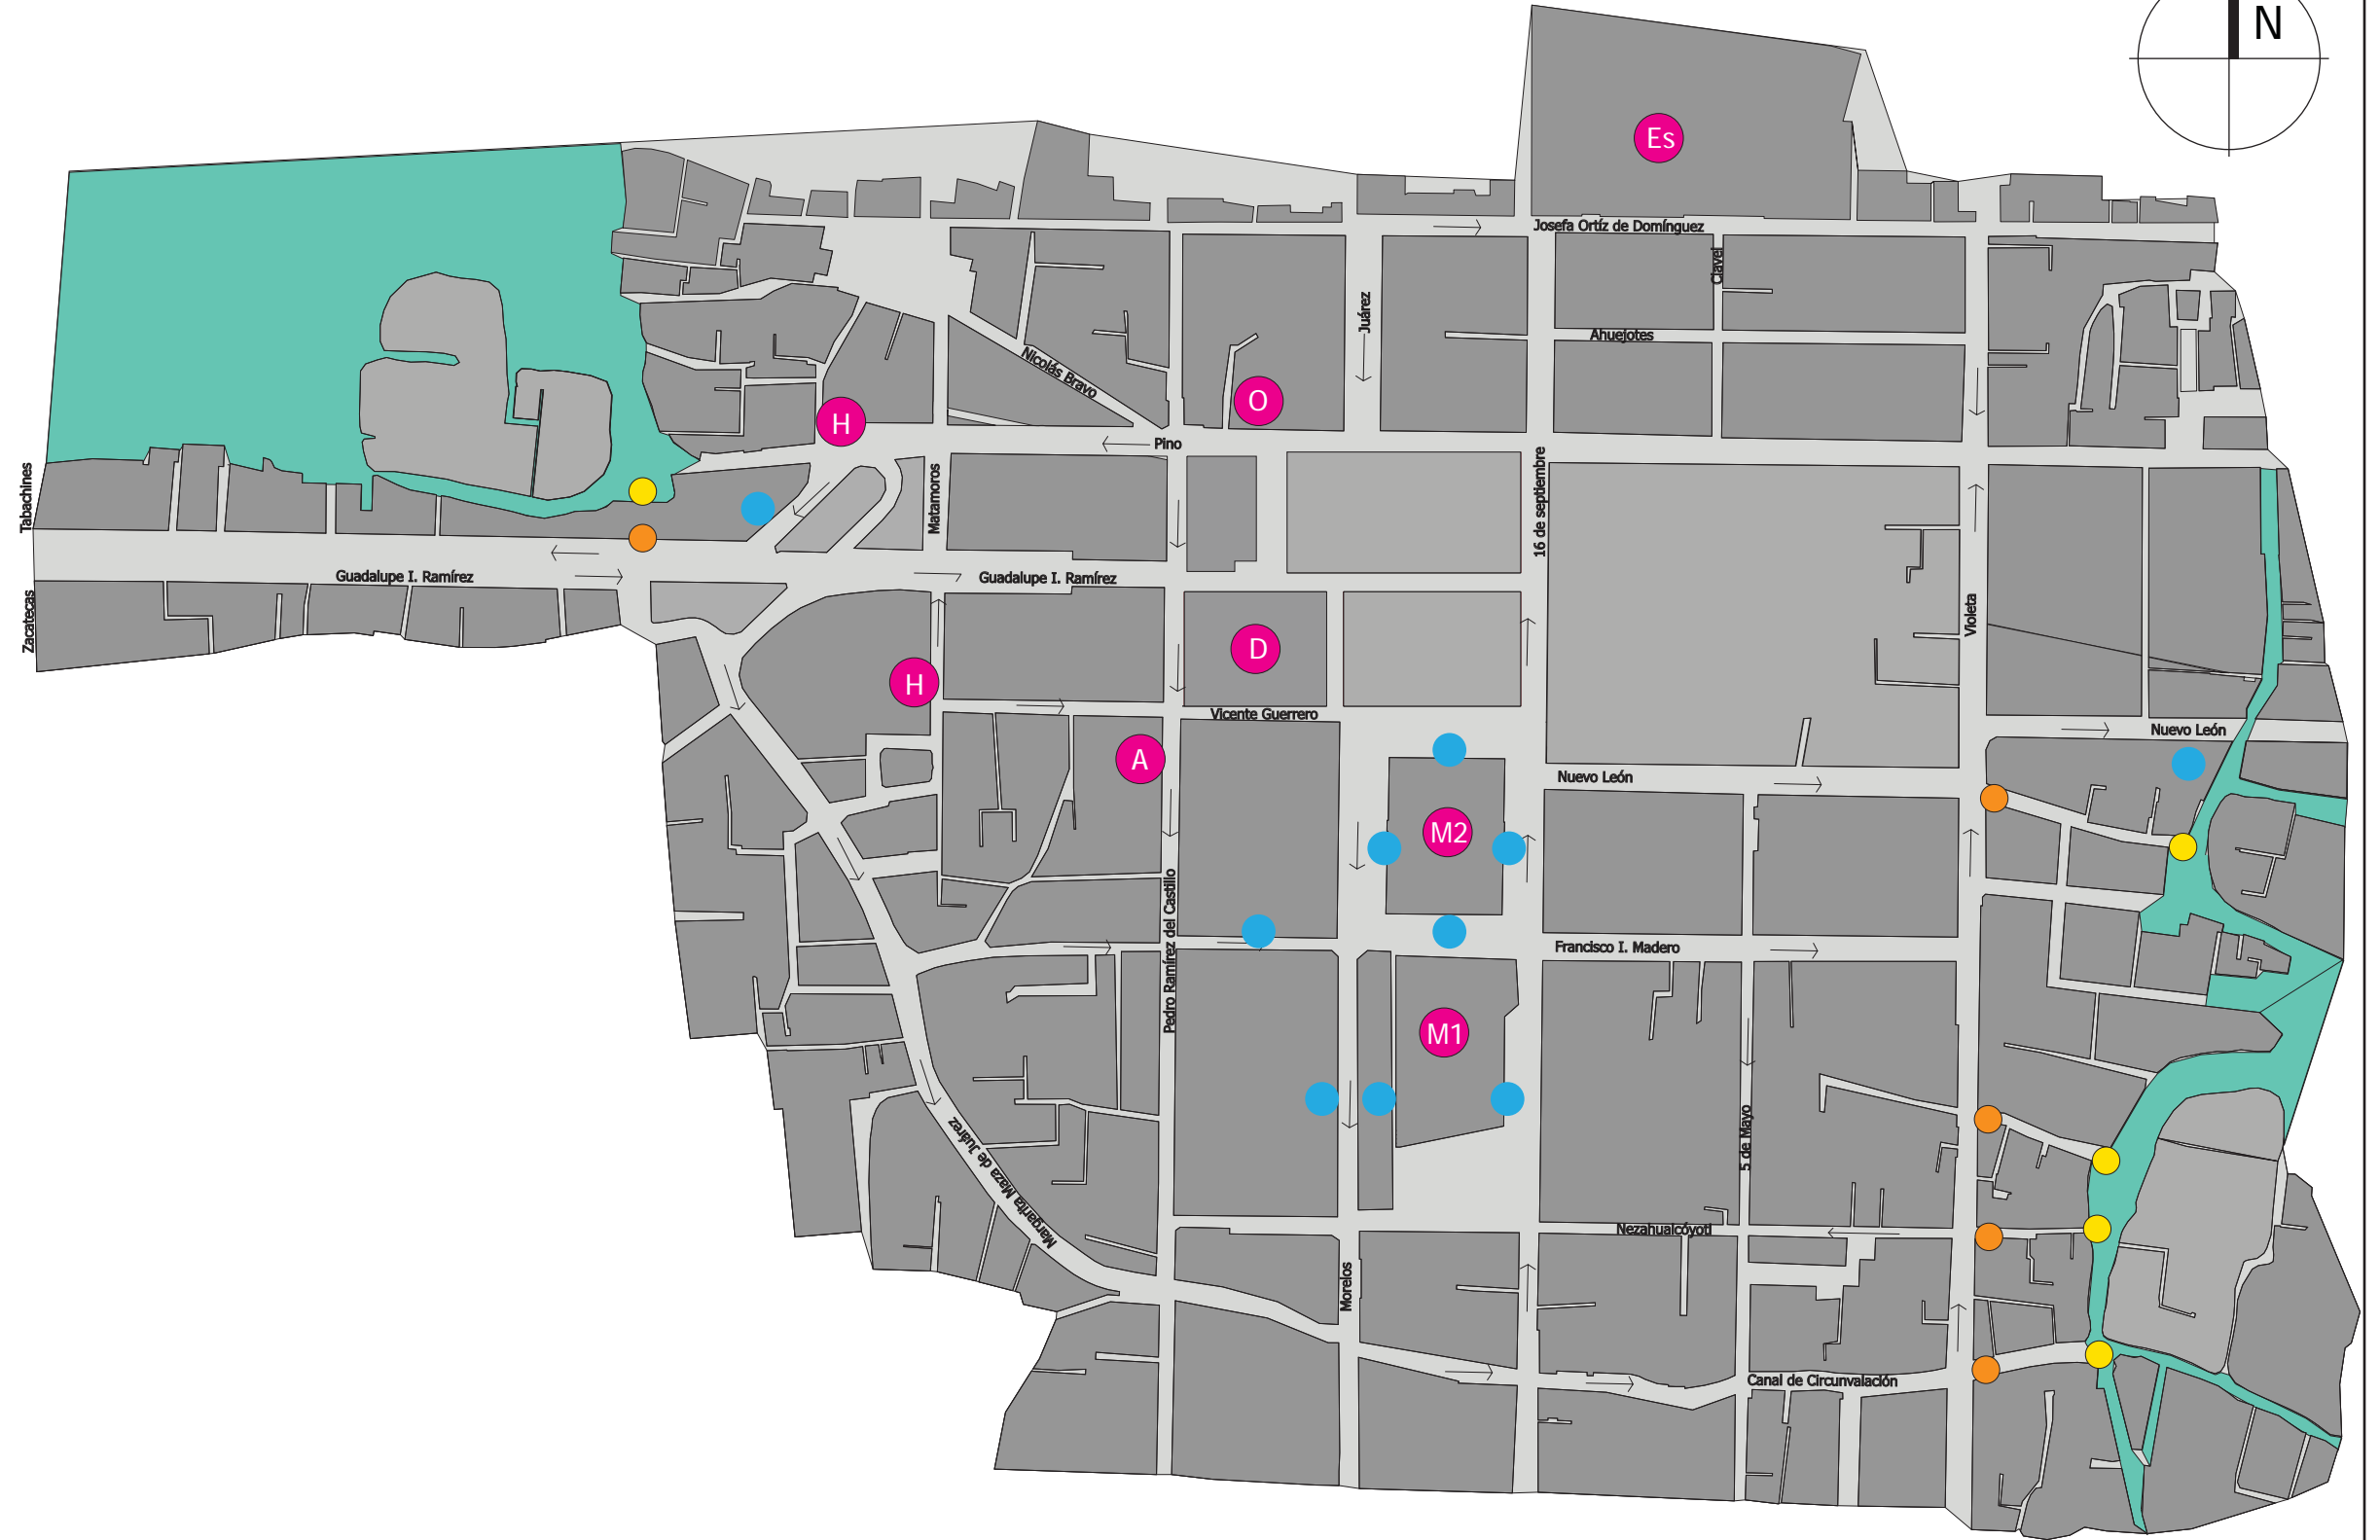 N
Es
Josefa Ortíz de Domínguez
Clavel
Juárez
Ahuejotes
Nicolás Bravo
O
H
Pino
Tabachines
Matamoros
16 de septiembre
Guadalupe I. Ramírez
Guadalupe I. Ramírez
Zacatecas
Violeta
D
H
Vicente Guerrero
Nuevo León
A
Nuevo León
M2
Pedro Ramírez del Castillo
Francisco I. Madero
M1
5 de Mayo
Margarita Maza de Juárez
Nezahualcóyotl
Morelos
Canal de Circunvalación